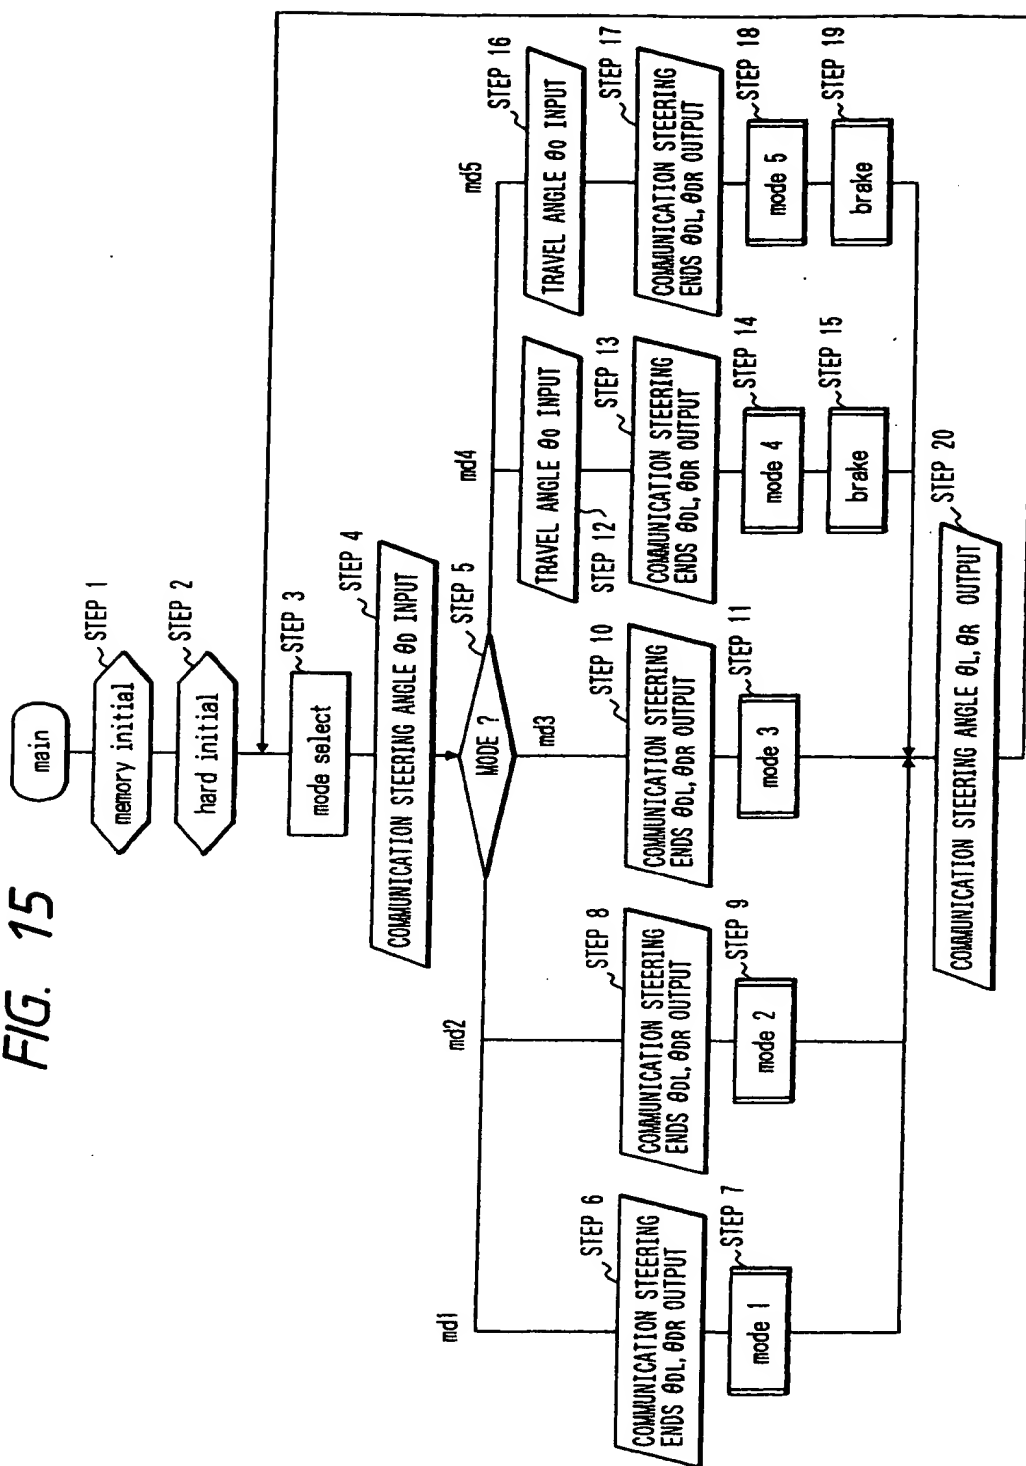 FIG. 15
main
memory initial
STEP 1
hard initial
STEP 2
mode select
STEP 3
COMMUNICATION STEERING ANGLE θD INPUT
STEP 4
MODE ?
STEP 5
md1
COMMUNICATION STEERING
ENDS θDL, θDR OUTPUT
STEP 6
mode 1
STEP 7
md2
COMMUNICATION STEERING
ENDS θDL, θDR OUTPUT
STEP 8
mode 2
STEP 9
md3
COMMUNICATION STEERING
ENDS θDL, θDR OUTPUT
STEP 10
mode 3
STEP 11
md4
TRAVEL ANGLE θ0 INPUT
STEP 12
COMMUNICATION STEERING
ENDS θDL, θDR OUTPUT
STEP 13
mode 4
STEP 14
brake
STEP 15
md5
TRAVEL ANGLE θ0 INPUT
STEP 16
COMMUNICATION STEERING
ENDS θDL, θDR OUTPUT
STEP 17
mode 5
STEP 18
brake
STEP 19
COMMUNICATION STEERING ANGLE θL, θR OUTPUT
STEP 20